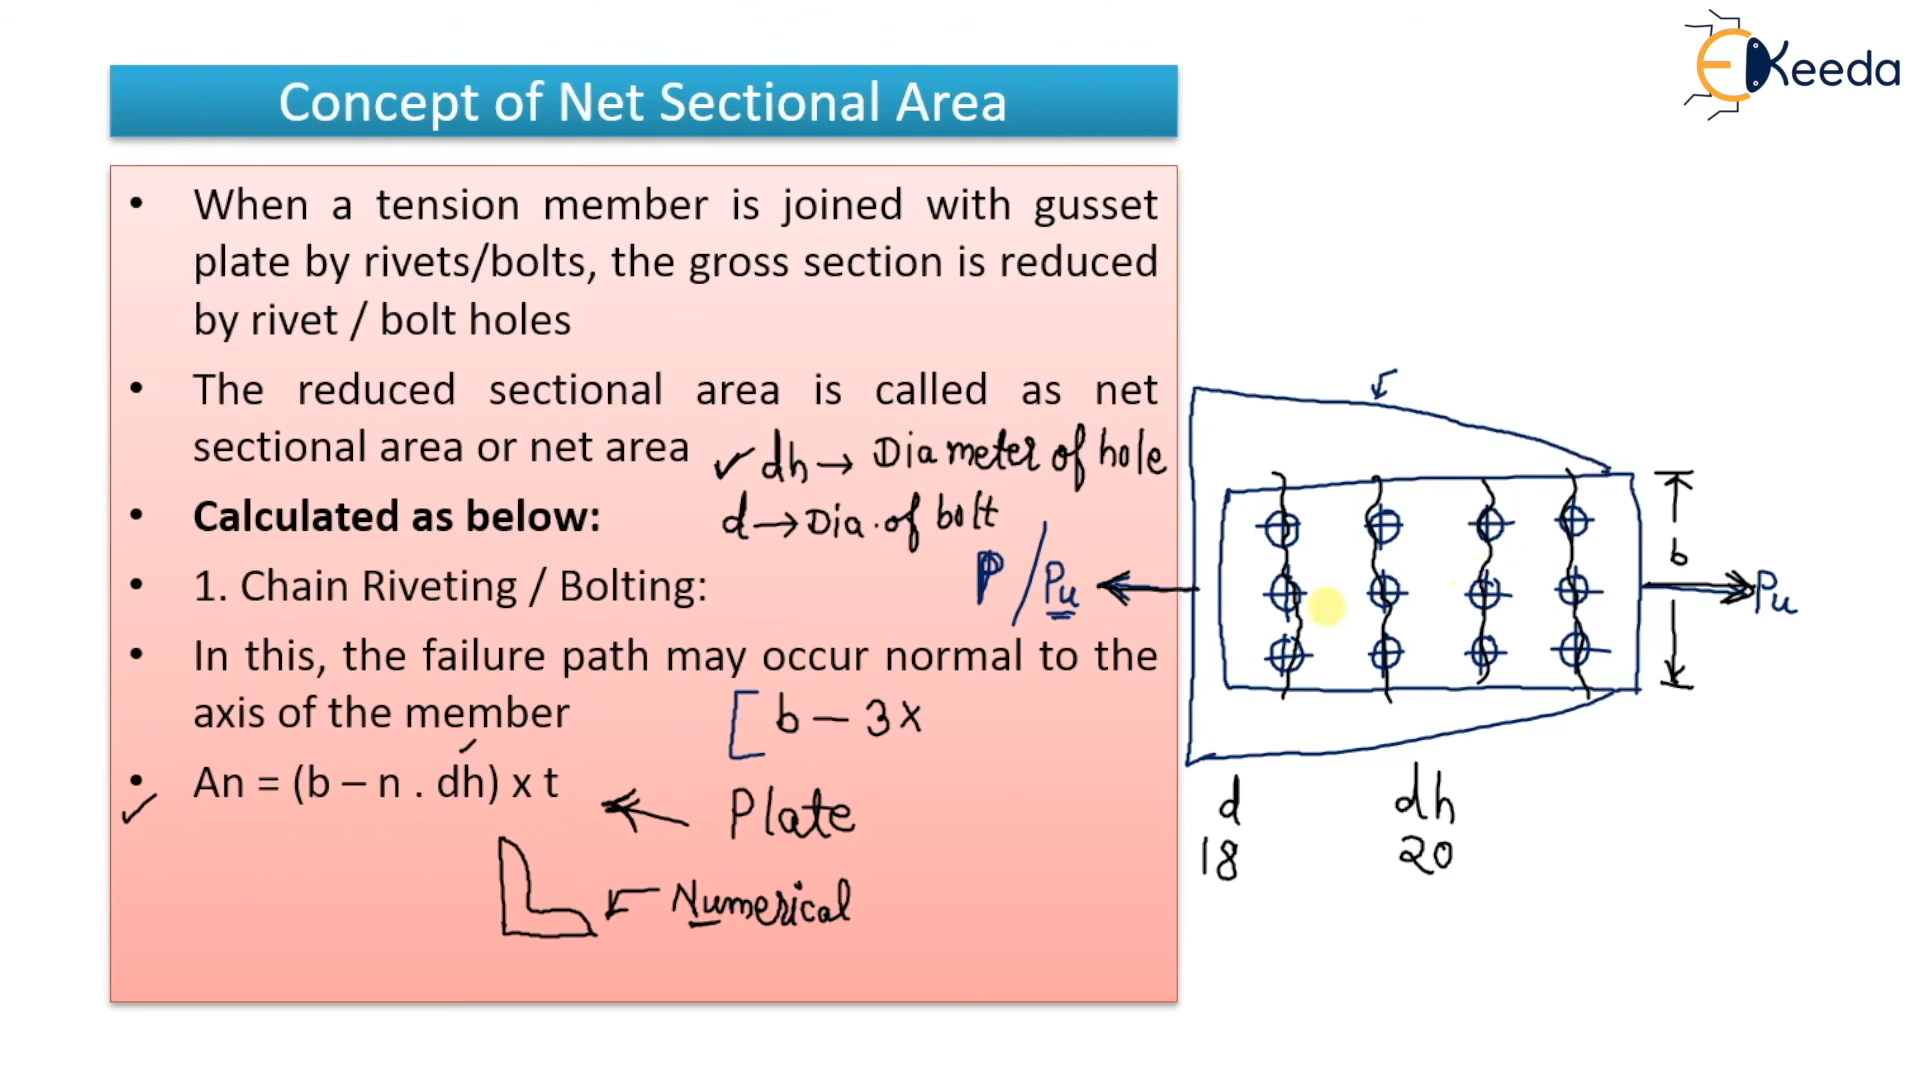 EKeeda
Concept of Net Sectional Area
• When a tension member is joined with gusset
plate by rivets/bolts, the gross section is reduced
by rivet / bolt holes
• The reduced sectional area is called as net
sectional area or net area
dh → Diameter of hole
• Calculated as below:
d → Dia. of bolt
• 1. Chain Riveting / Bolting:
P/Pu
• In this, the failure path may occur normal to the
axis of the member
[b - 3x
• An = (b – n . dh) x t
Plate
Numerical
b
Pu
d dh
18 20